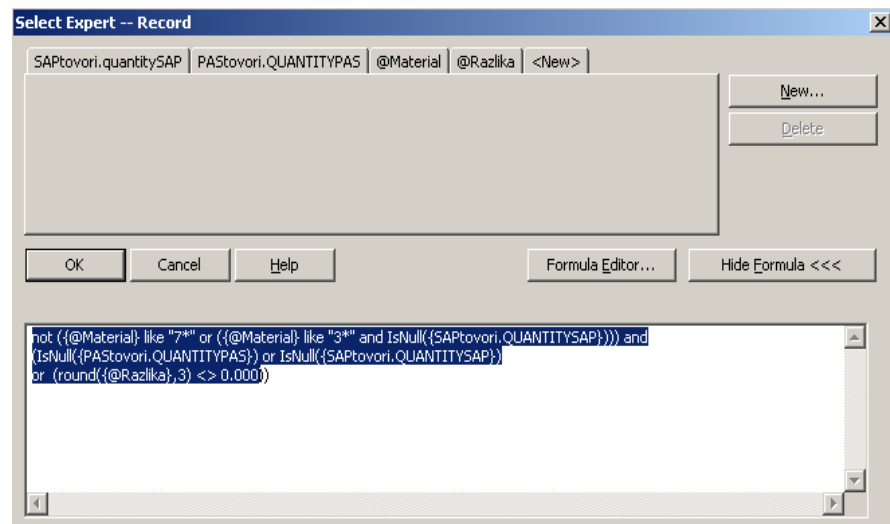 Select Expert -- Record
SAPtovori.quantitySAP PAStovori.QUANTITYPAS @Material @Razlika <New>
New...
Delete
OK Cancel Help Formula Editor... Hide Formula <<<
not ({@Material} like "7*" or ({@Material} like "3*" and IsNull({SAPtovori.QUANTITYSAP}))) and
(IsNull({PAStovori.QUANTITYPAS}) or IsNull({SAPtovori.QUANTITYSAP})
or (round({@Razlika},3) <> 0.000))